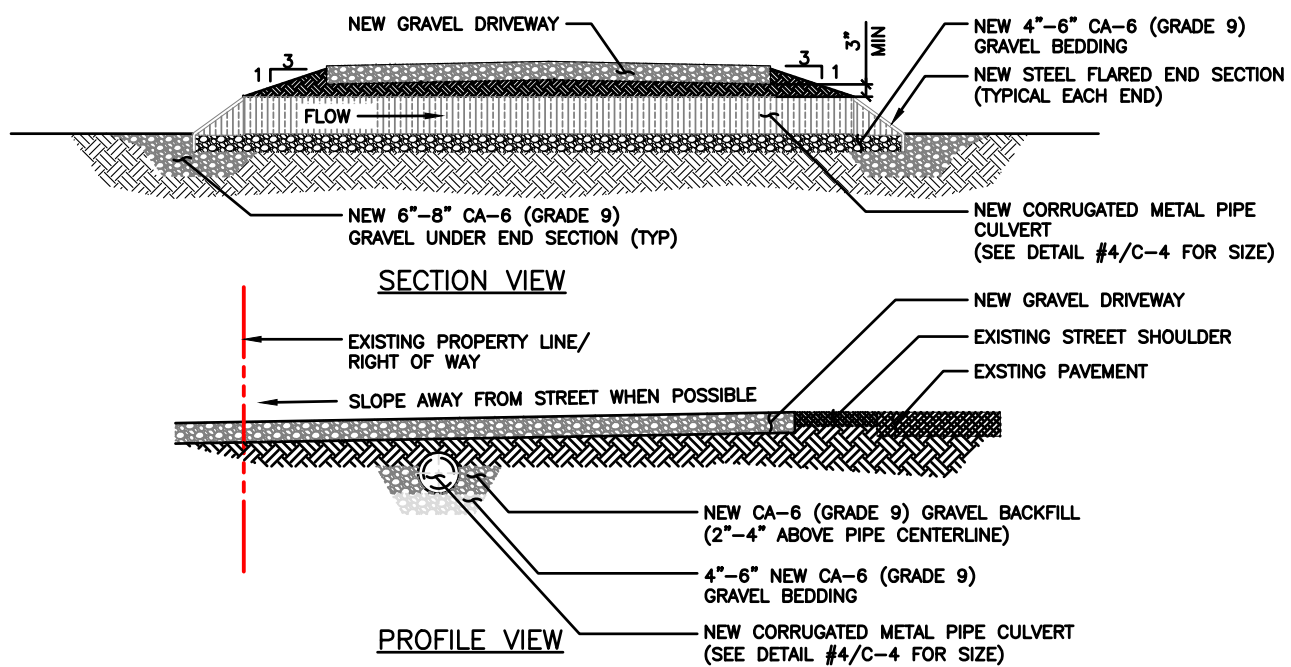 NEW GRAVEL DRIVEWAY
1 3
3" MIN
3 1
NEW 4"-6" CA-6 (GRADE 9)
GRAVEL BEDDING
NEW STEEL FLARED END SECTION
(TYPICAL EACH END)
FLOW
NEW 6"-8" CA-6 (GRADE 9)
GRAVEL UNDER END SECTION (TYP)
NEW CORRUGATED METAL PIPE
CULVERT
(SEE DETAIL #4/C-4 FOR SIZE)
SECTION VIEW
NEW GRAVEL DRIVEWAY
EXISTING STREET SHOULDER
EXSTING PAVEMENT
EXISTING PROPERTY LINE/
RIGHT OF WAY
SLOPE AWAY FROM STREET WHEN POSSIBLE
NEW CA-6 (GRADE 9) GRAVEL BACKFILL
(2"-4" ABOVE PIPE CENTERLINE)
4"-6" NEW CA-6 (GRADE 9)
GRAVEL BEDDING
NEW CORRUGATED METAL PIPE CULVERT
(SEE DETAIL #4/C-4 FOR SIZE)
PROFILE VIEW